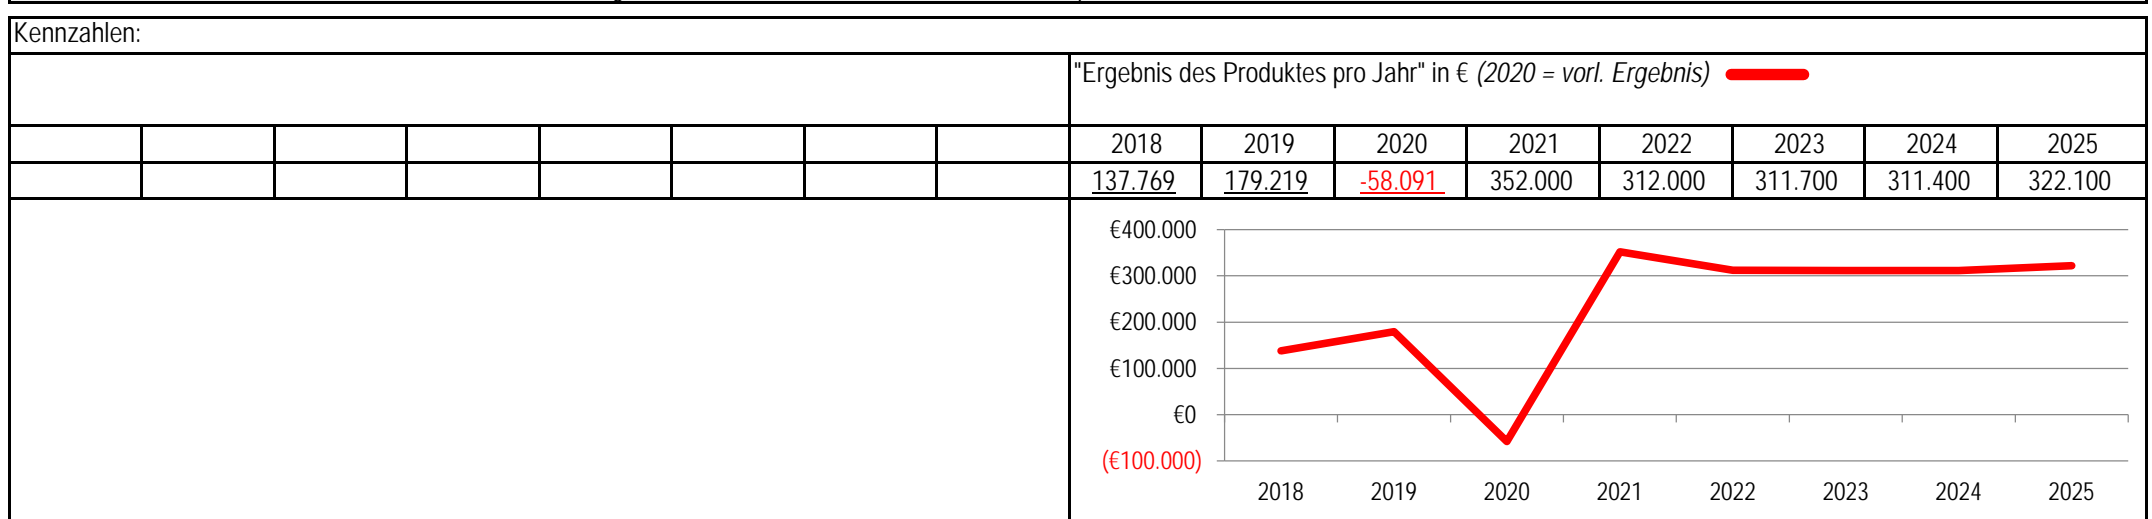 Kennzahlen:
"Ergebnis des Produktes pro Jahr" in € (2020 = vorl. Ergebnis)
2018 2019 2020 2021 2022 2023 2024 2025
137.769 179.219 -58.091 352.000 312.000 311.700 311.400 322.100
€400.000
€300.000
€200.000
€100.000
€0
(€100.000)
2018 2019 2020 2021 2022 2023 2024 2025